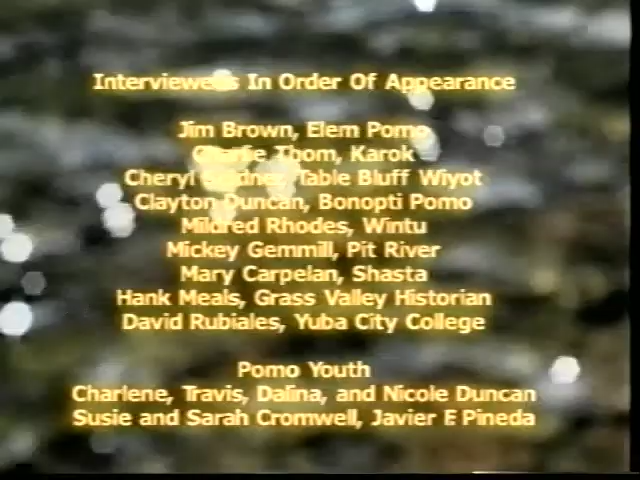 Interviewees In Order Of Appearance
Jim Brown, Elem Pomo
Charlie Thom, Karok
Cheryl Table Bluff Wiyot
Clayton Duncan, Bonopti Pomo
Mildred Rhodes, Wintu
Mickey Gemmill, Pit River
Mary Carpelan, Shasta
Hank Meals, Grass Valley Historian
David Rubiales, Yuba City College
Pomo Youth
Charlene, Travis, Dalina, and Nicole Duncan
Susie and Sarah Cromwell, Javier F Pineda